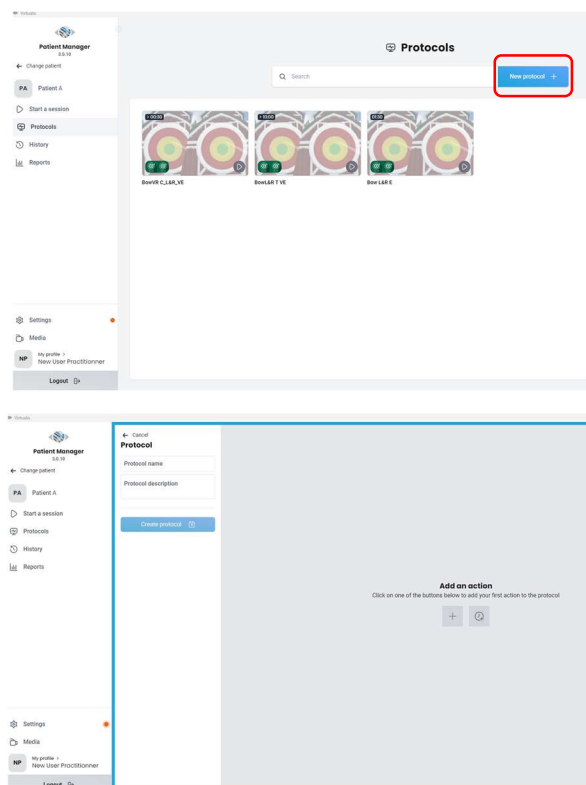 Virtualis
Patient Manager
3.0.10
← Change patient
PA Patient A
Start a session
Protocols
History
Reports
Settings
Media
NP My profile >
New User Practitionner
Logout
Protocols
Search
New protocol +
BowVR C_L&R_VE
BowL&R T VE
Bow L&R E
Virtualis
Patient Manager
3.0.10
← Change patient
PA Patient A
Start a session
Protocols
History
Reports
Settings
Media
NP My profile >
New User Practitionner
Logout
← Cancel
Protocol
Protocol name
Protocol description
Create protocol
Add an action
Click on one of the buttons below to add your first action to the protocol